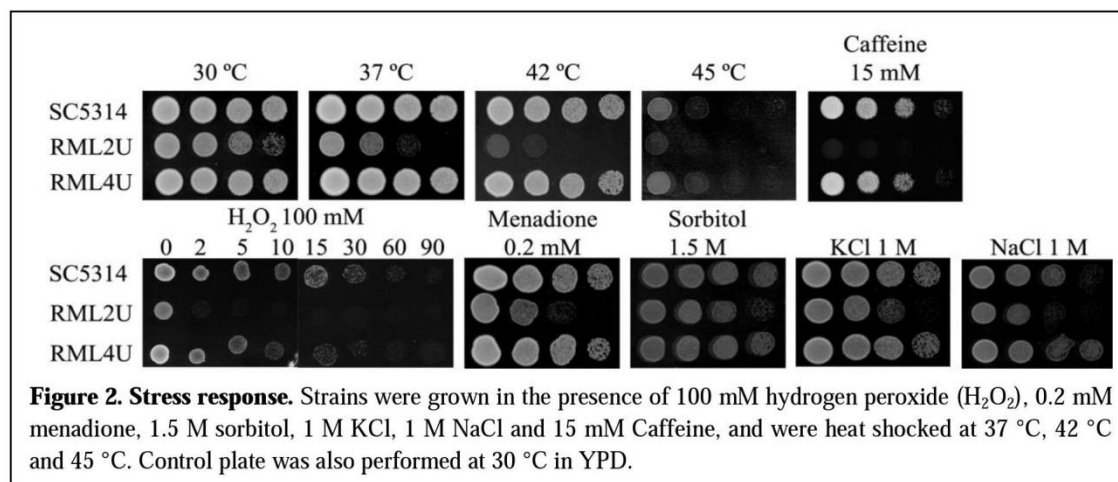 30 ºC 37 ºC 42 ºC 45 ºC Caffeine 15 mM
SC5314
RML2U
RML4U
H₂O₂ 100 mM Menadione Sorbitol
0 2 5 10 15 30 60 90 0.2 mM 1.5 M KCl 1 M NaCl 1 M
SC5314
RML2U
RML4U
Figure 2. Stress response. Strains were grown in the presence of 100 mM hydrogen peroxide (H₂O₂), 0.2 mM
menadione, 1.5 M sorbitol, 1 M KCl, 1 M NaCl and 15 mM Caffeine, and were heat shocked at 37 °C, 42 °C
and 45 °C. Control plate was also performed at 30 °C in YPD.